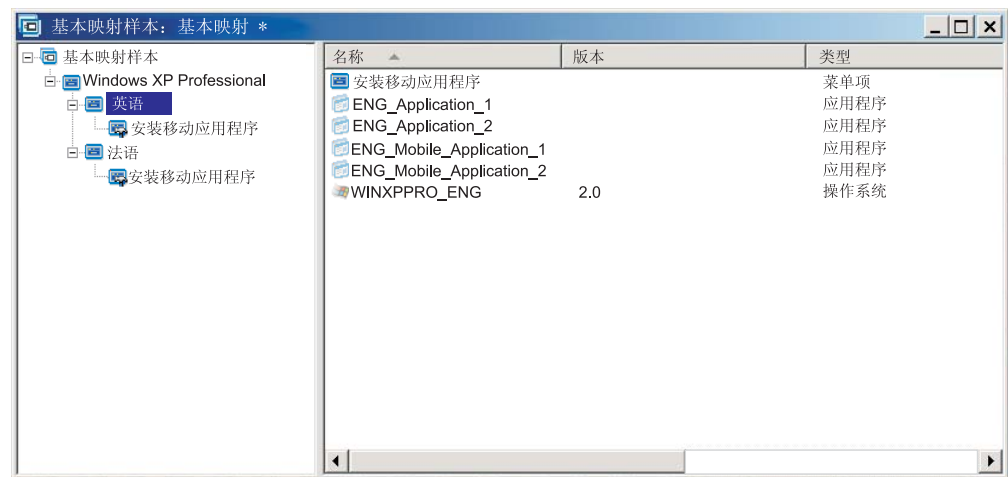 基本映射样本：基本映射 *
基本映射样本
Windows XP Professional
英语
安装移动应用程序
法语
安装移动应用程序
名称 版本 类型
安装移动应用程序 菜单项
ENG_Application_1 应用程序
ENG_Application_2 应用程序
ENG_Mobile_Application_1 应用程序
ENG_Mobile_Application_2 应用程序
WINXPPRO_ENG 2.0 操作系统